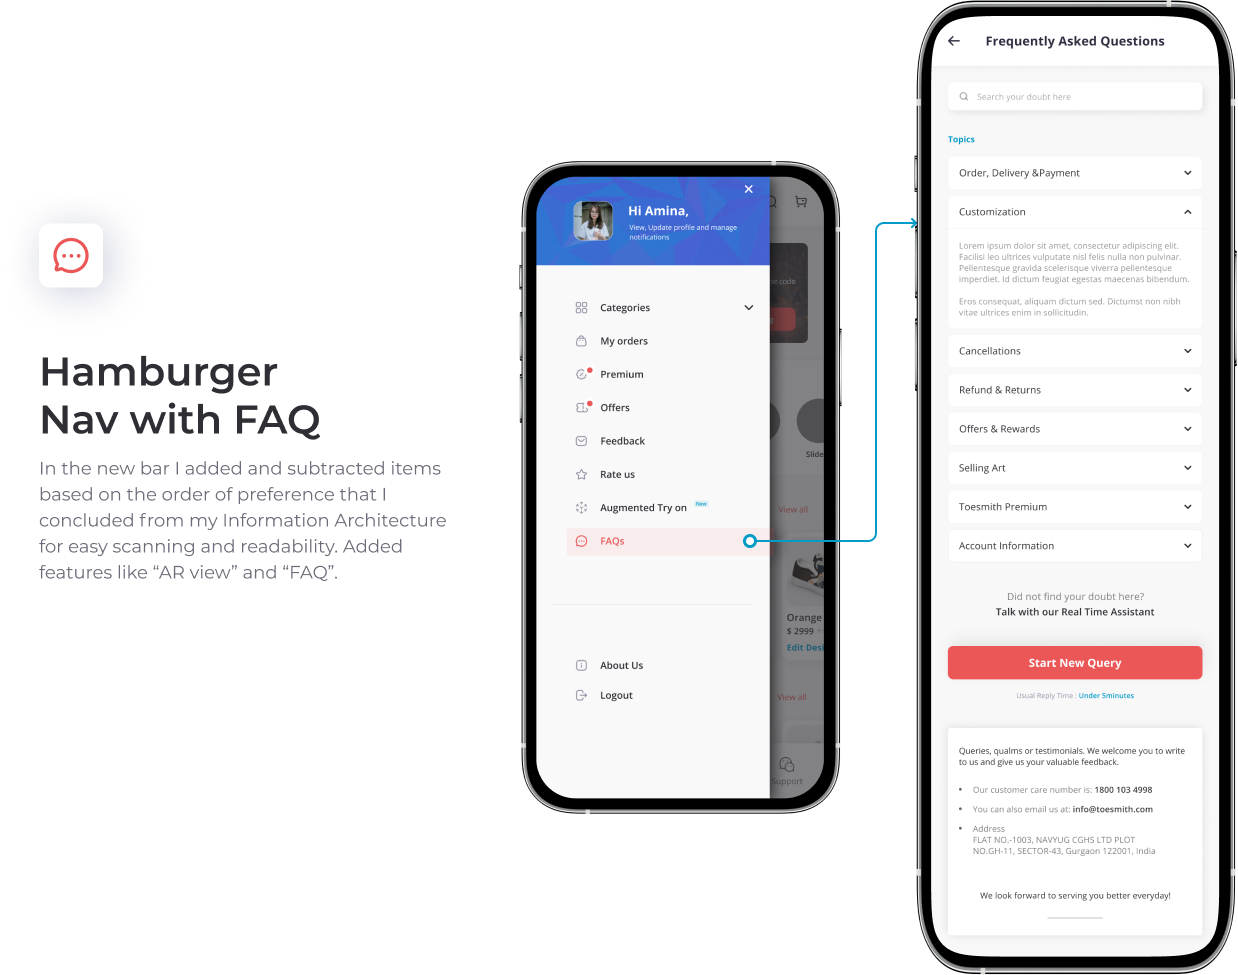 Hamburger
Nav with FAQ
In the new bar I added and subtracted items
based on the order of preference that I
concluded from my Information Architecture
for easy scanning and readability. Added
features like “AR view” and “FAQ”.
Hi Amina,
View, Update profile and manage
notifications
Categories
My orders
Premium
Offers
Feedback
Rate us
Augmented Try on New
FAQs
About Us
Logout
code
Slide
View all
Orange
$ 2999
Edit Desi
View all
Support
Frequently Asked Questions
Search your doubt here
Topics
Order, Delivery &Payment
Customization
Lorem ipsum dolor sit amet, consectetur adipiscing elit.
Facilisi leo ultrices vulputate nisl felis nulla non pulvinar.
Pellentesque gravida scelerisque viverra pellentesque
imperdiet. Id dictum feugiat egestas maecenas bibendum.
Eros consequat, aliquam dictum sed. Dictumst non nibh
vitae ultrices enim in sollicitudin.
Cancellations
Refund & Returns
Offers & Rewards
Selling Art
Toesmith Premium
Account Information
Did not find your doubt here?
Talk with our Real Time Assistant
Start New Query
Usual Reply Time : Under 5minutes
Queries, qualms or testimonials. We welcome you to write
to us and give us your valuable feedback.
• Our customer care number is: 1800 103 4998
• You can also email us at: info@toesmith.com
• Address
FLAT NO.-1003, NAVYUG CGHS LTD PLOT
NO.GH-11, SECTOR-43, Gurgaon 122001, India
We look forward to serving you better everyday!